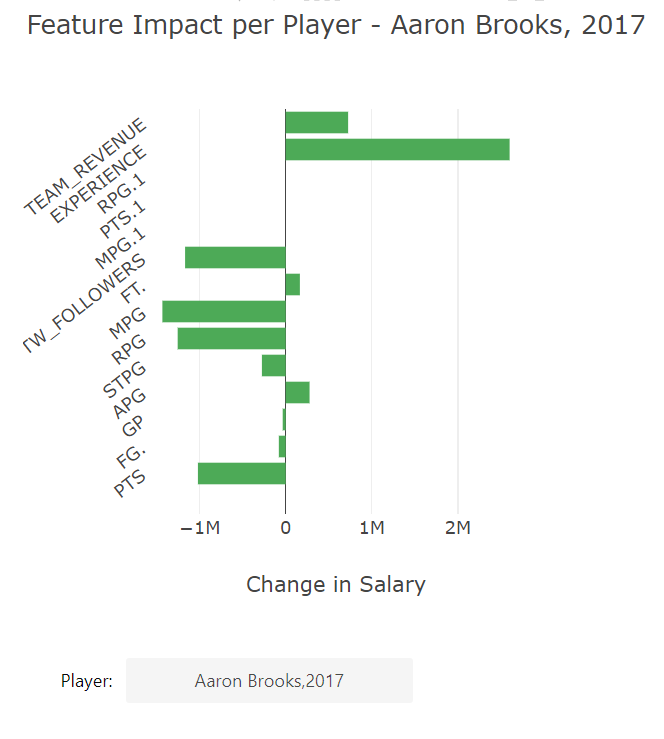 Feature Impact per Player - Aaron Brooks, 2017
TEAM_REVENUE
EXPERIENCE
RPG.1
PTS.1
MPG.1
TW_FOLLOWERS
FT.
MPG
RPG
STPG
APG
GP
FG.
PTS
−1M 0 1M 2M
Change in Salary
Player: Aaron Brooks,2017